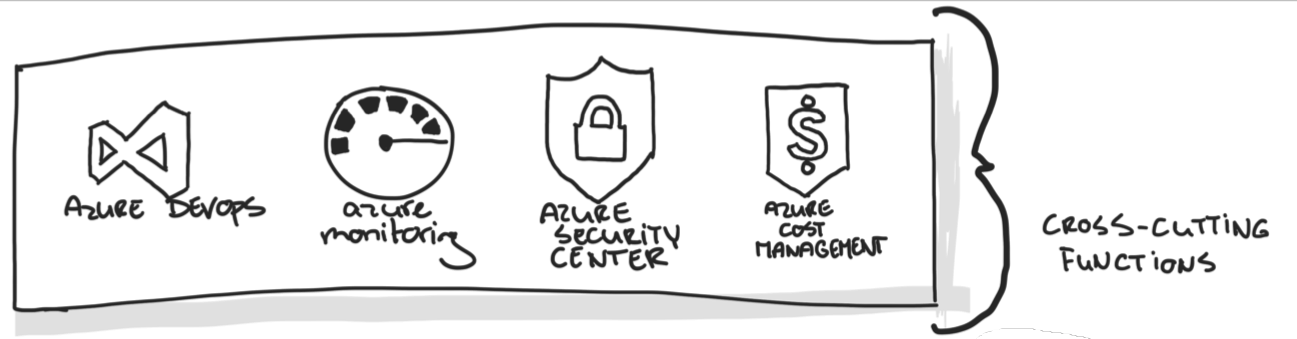 AZURE DEVOPS
azure
monitoring
AZURE
SECURITY
CENTER
$
AZURE
COST
MANAGEMENT
CROSS-CUTTING
FUNCTIONS